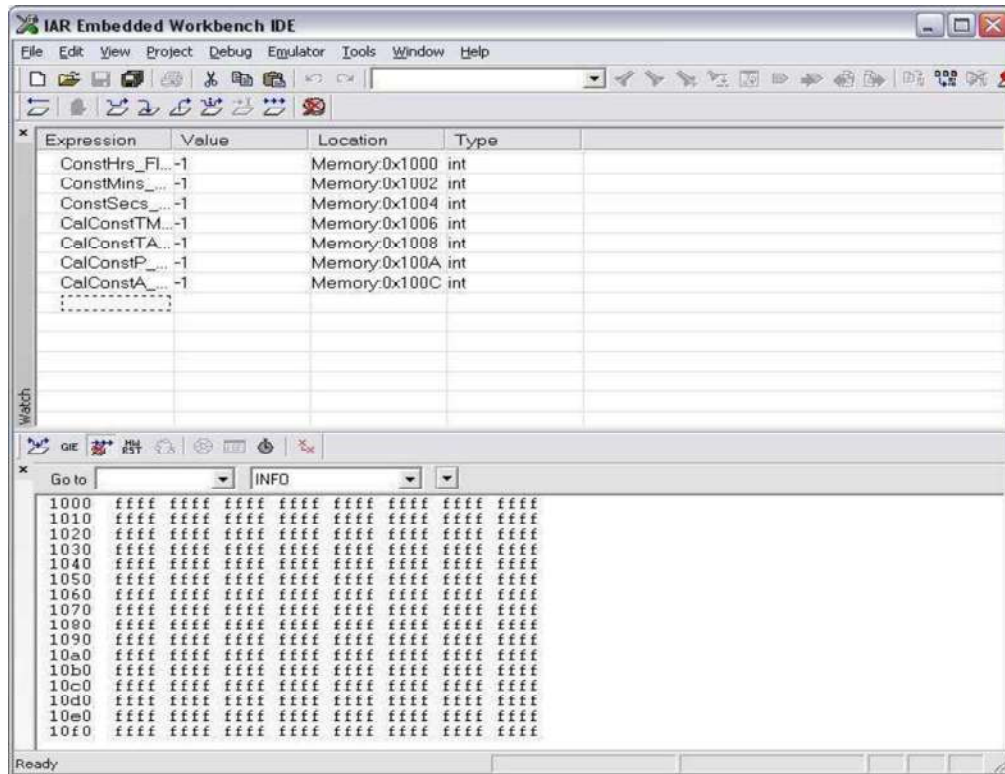 IAR Embedded Workbench IDE
File Edit View Project Debug Emulator Tools Window Help
Expression Value Location Type
ConstHrs_Fl... -1 Memory:0x1000 int
ConstMins_... -1 Memory:0x1002 int
ConstSecs_... -1 Memory:0x1004 int
CalConstTM... -1 Memory:0x1006 int
CalConstTA... -1 Memory:0x1008 int
CalConstP_... -1 Memory:0x100A int
CalConstA_... -1 Memory:0x100C int
Watch
GIE RST
Go to INFO
1000 ffff ffff ffff ffff ffff ffff ffff ffff
1010 ffff ffff ffff ffff ffff ffff ffff ffff
1020 ffff ffff ffff ffff ffff ffff ffff ffff
1030 ffff ffff ffff ffff ffff ffff ffff ffff
1040 ffff ffff ffff ffff ffff ffff ffff ffff
1050 ffff ffff ffff ffff ffff ffff ffff ffff
1060 ffff ffff ffff ffff ffff ffff ffff ffff
1070 ffff ffff ffff ffff ffff ffff ffff ffff
1080 ffff ffff ffff ffff ffff ffff ffff ffff
1090 ffff ffff ffff ffff ffff ffff ffff ffff
10a0 ffff ffff ffff ffff ffff ffff ffff ffff
10b0 ffff ffff ffff ffff ffff ffff ffff ffff
10c0 ffff ffff ffff ffff ffff ffff ffff ffff
10d0 ffff ffff ffff ffff ffff ffff ffff ffff
10e0 ffff ffff ffff ffff ffff ffff ffff ffff
10f0 ffff ffff ffff ffff ffff ffff ffff ffff
Ready